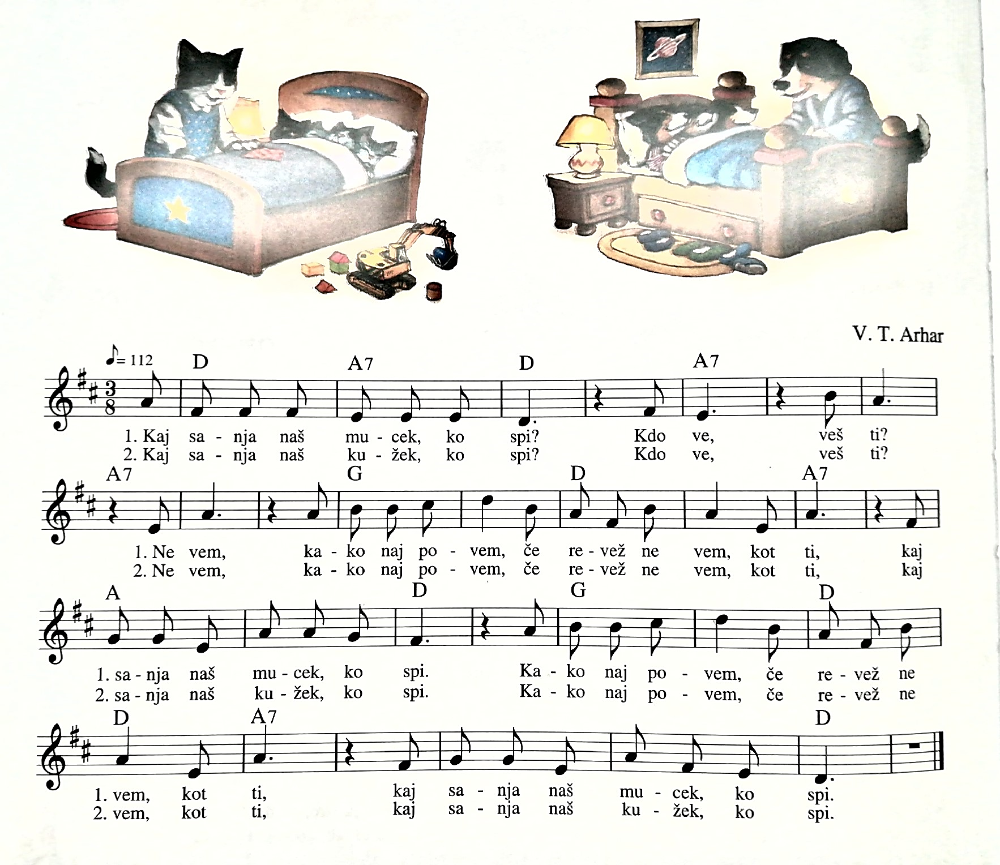 V. T. Arhar
♪= 112 D A7 D A7
3
8
1. Kaj sa - nja naš mu - cek, ko spi? Kdo ve, veš ti?
2. Kaj sa - nja naš ku - žek, ko spi? Kdo ve, veš ti?
A7 G D A7
1. Ne vem, ka - ko naj po - vem, če re - vež ne vem, kot ti, kaj
2. Ne vem, ka - ko naj po - vem, če re - vež ne vem, kot ti, kaj
A D G D
1. sa - nja naš mu - cek, ko spi. Ka - ko naj po - vem, če re - vež ne
2. sa - nja naš ku - žek, ko spi. Ka - ko naj po - vem, če re - vež ne
D A7 D
1. vem, kot ti, kaj sa - nja naš mu - cek, ko spi.
2. vem, kot ti, kaj sa - nja naš ku - žek, ko spi.